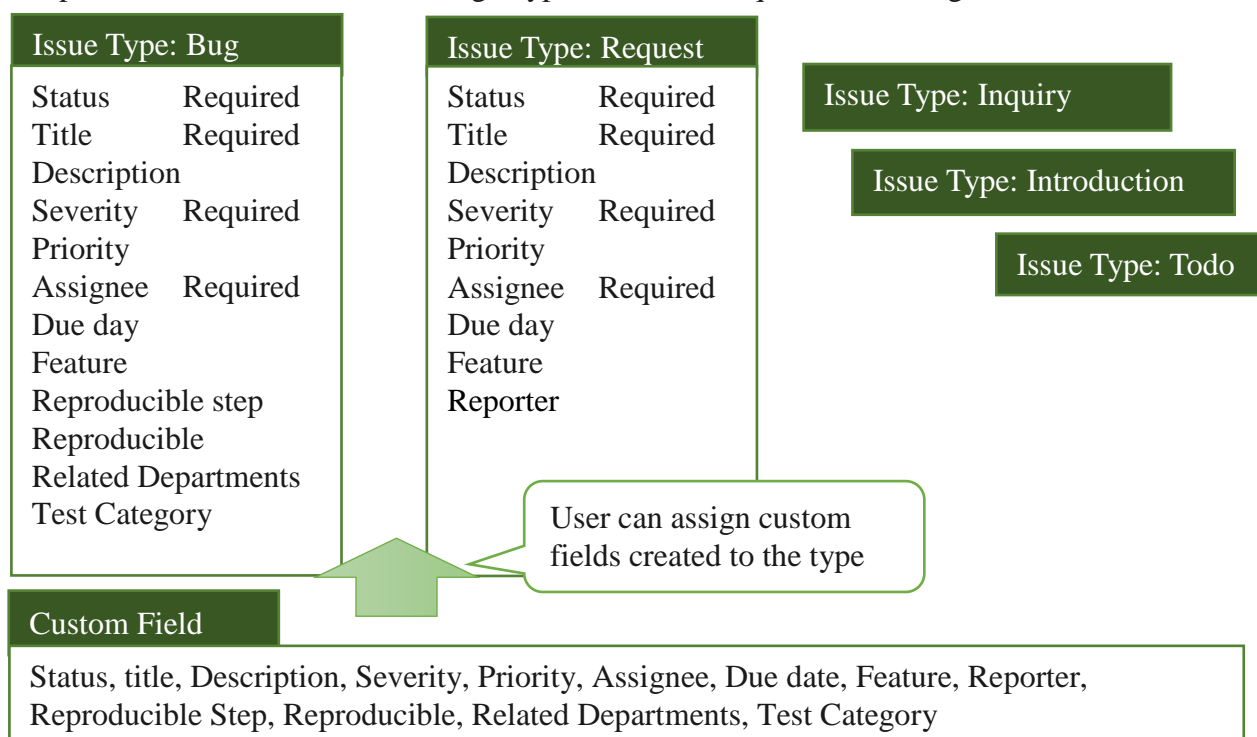 Issue Type: Bug
Status Required
Title Required
Description
Severity Required
Priority
Assignee Required
Due day
Feature
Reproducible step
Reproducible
Related Departments
Test Category
Issue Type: Request
Status Required
Title Required
Description
Severity Required
Priority
Assignee Required
Due day
Feature
Reporter
Issue Type: Inquiry
Issue Type: Introduction
Issue Type: Todo
User can assign custom
fields created to the type
Custom Field
Status, title, Description, Severity, Priority, Assignee, Due date, Feature, Reporter,
Reproducible Step, Reproducible, Related Departments, Test Category